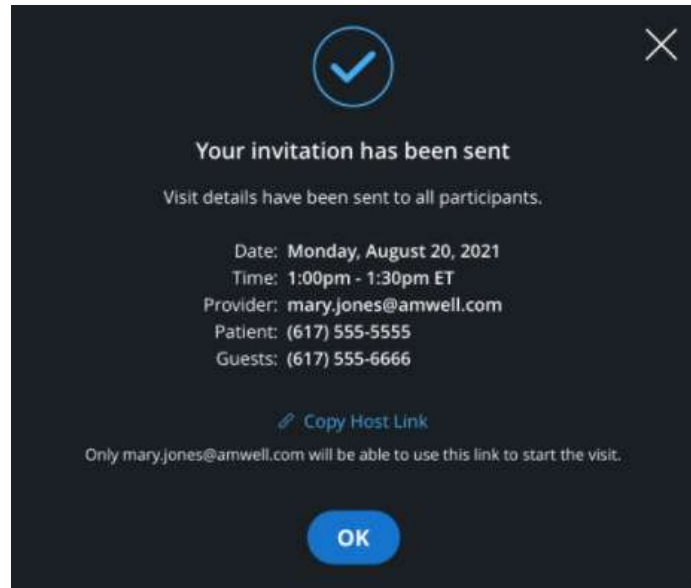 Your invitation has been sent
Visit details have been sent to all participants.
Date: Monday, August 20, 2021
Time: 1:00pm - 1:30pm ET
Provider: mary.jones@amwell.com
Patient: (617) 555-5555
Guests: (617) 555-6666
Copy Host Link
Only mary.jones@amwell.com will be able to use this link to start the visit.
OK